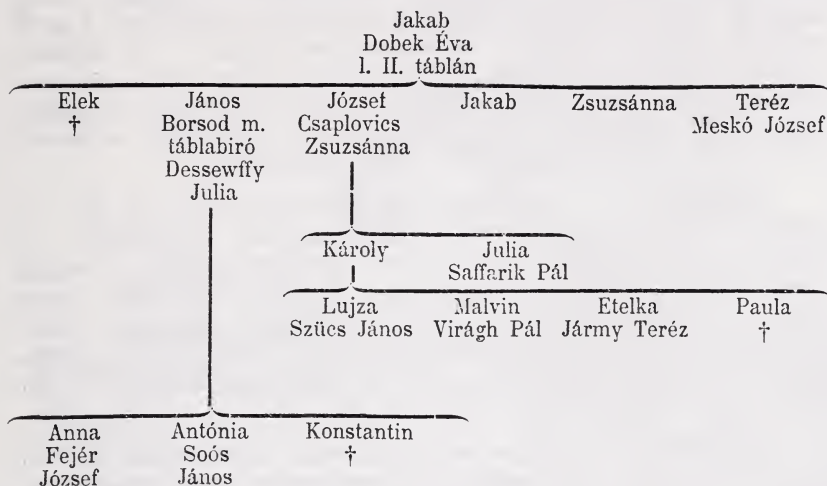 Jakab
Dobek Éva
l. II. táblán
Elek János József Jakab Zsuzsánna Teréz
† Borsod m. Csaplovics Meskó József
táblabiró Zsuzsánna
Dessewffy
Julia
Károly Julia
Saffarik Pál
Lujza Malvin Etelka Paula
Szücs János Virágh Pál Jármy Teréz †
Anna Antónia Konstantin
Fejér Soós †
József János